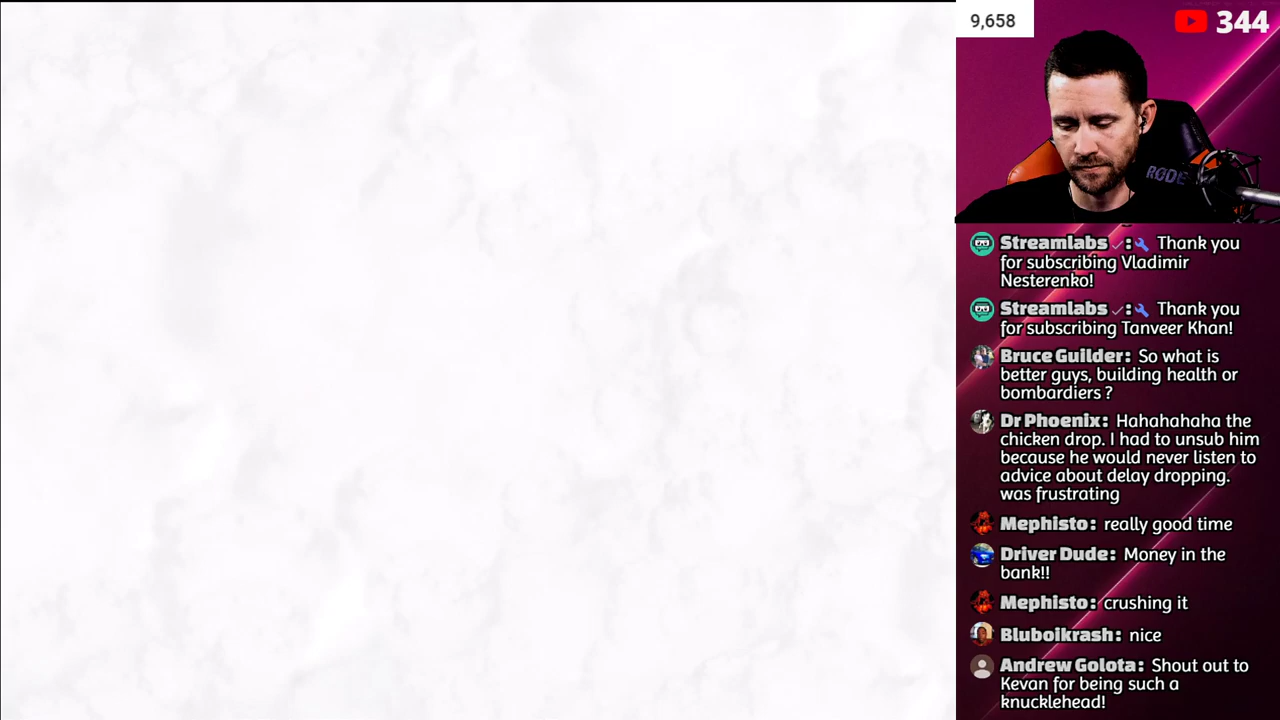 9,658
344
RØDE
Streamlabs : Thank you
for subscribing Vladimir
Nesterenko!
Streamlabs : Thank you
for subscribing Tanveer Khan!
Bruce Guilder: So what is
better guys, building health or
bombardiers ?
Dr Phoenix: Hahahahaha the
chicken drop. I had to unsub him
because he would never listen to
advice about delay dropping.
was frustrating
Mephisto: really good time
Driver Dude: Money in the
bank!!
Mephisto: crushing it
Bluboikrash: nice
Andrew Golota: Shout out to
Kevan for being such a
knucklehead!